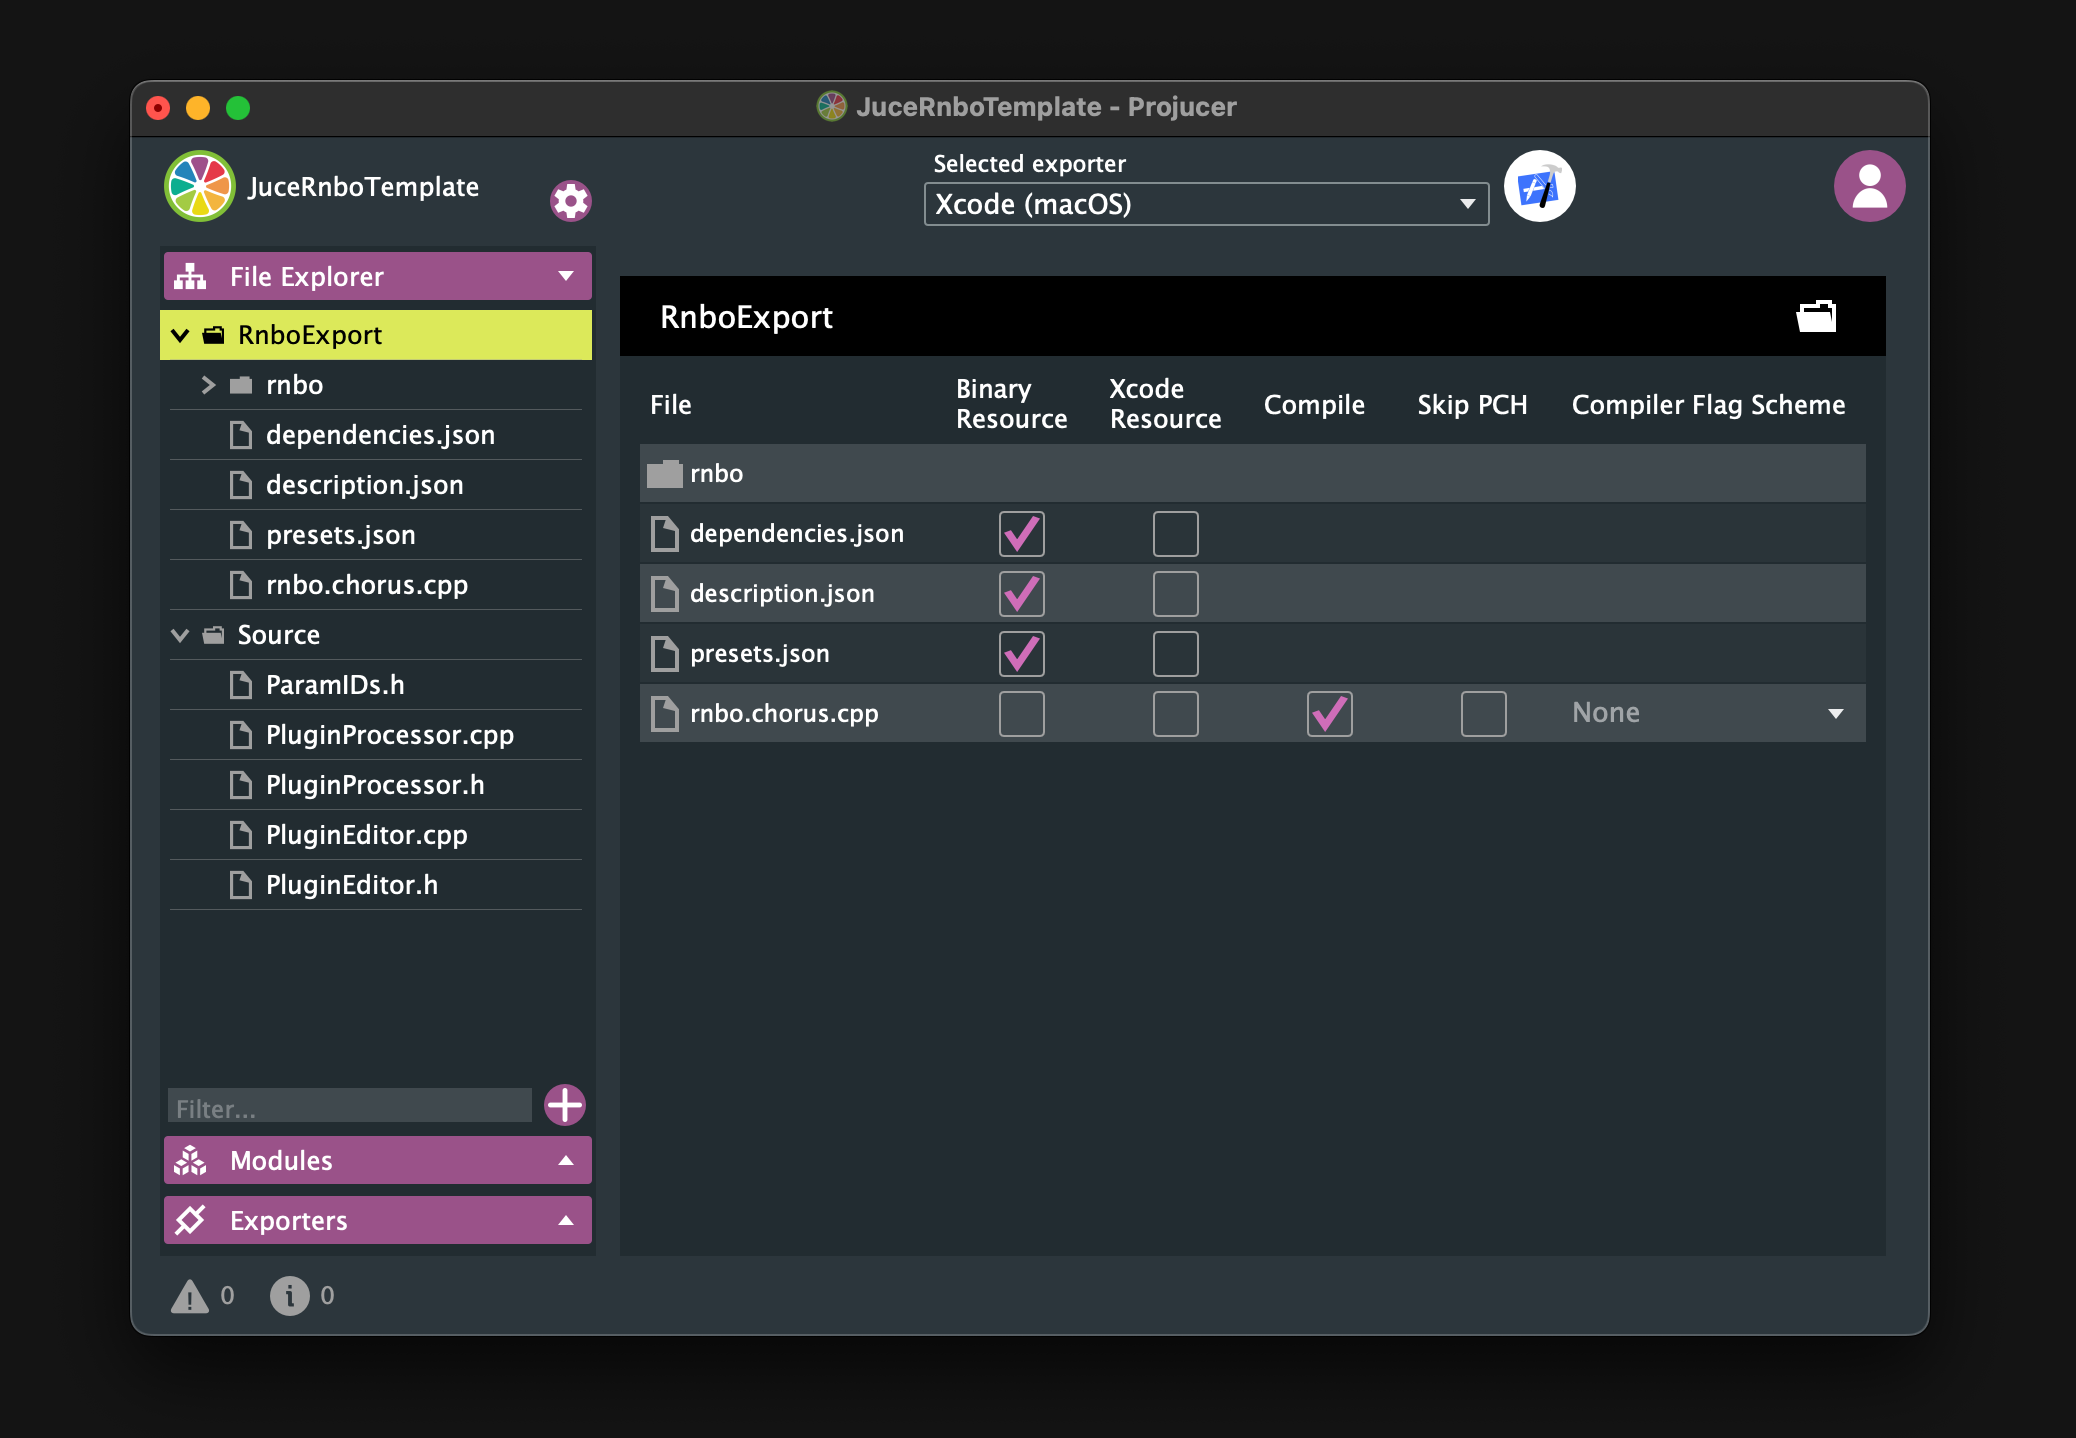 JuceRnboTemplate - Projucer
JuceRnboTemplate
Selected exporter
Xcode (macOS)
File Explorer
RnboExport
rnbo
dependencies.json
description.json
presets.json
rnbo.chorus.cpp
Source
ParamIDs.h
PluginProcessor.cpp
PluginProcessor.h
PluginEditor.cpp
PluginEditor.h
Filter...
Modules
Exporters
0
0
RnboExport
File
Binary
Resource
Xcode
Resource
Compile
Skip PCH
Compiler Flag Scheme
rnbo
dependencies.json
description.json
presets.json
rnbo.chorus.cpp
None